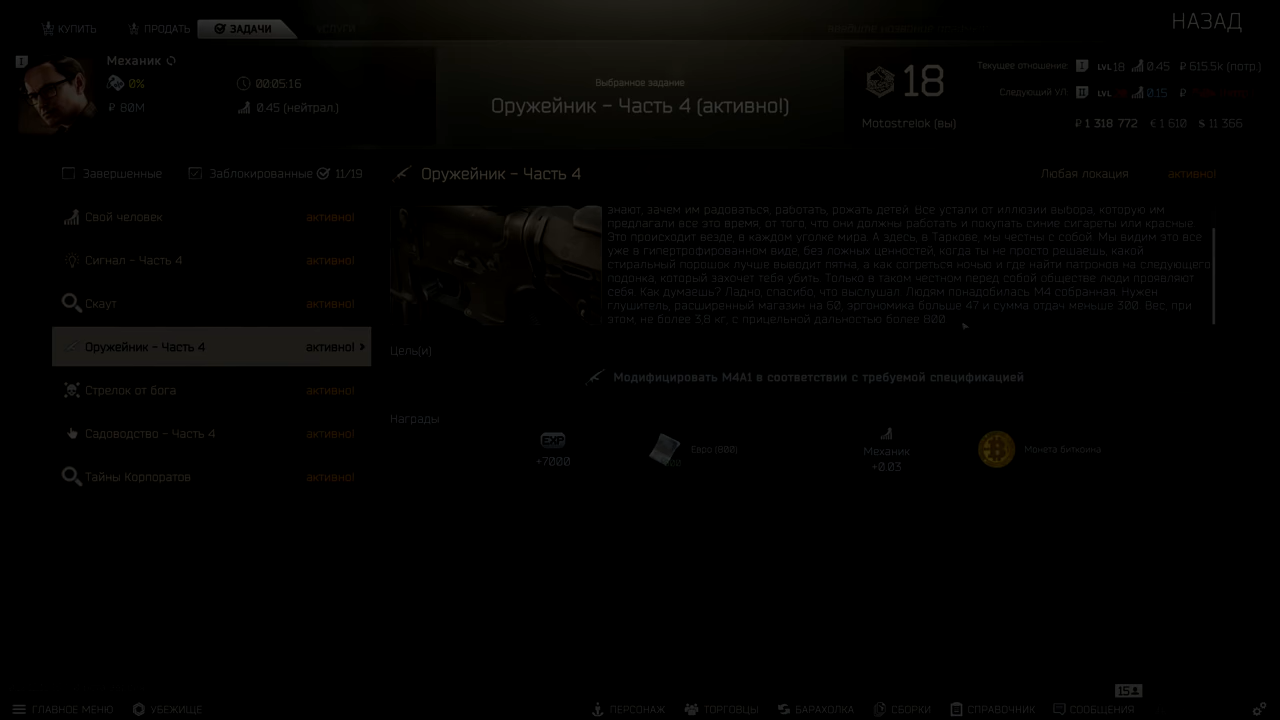 КУПИТЬ
ПРОДАТЬ
ЗАДАЧИ
УСЛУГИ
НАЗАД
I
Механик
0%
00:05:16
₽ 80M
0.45 (нейтрал.)
Выбранное задание
Оружейник – Часть 4 (активно!)
18
Motostrelok (вы)
Текущее отношение: I LVL 18 0.45 ₽ 615.5k (потр.)
Следующий УЛ: II LVL 0.15 ₽
₽ 1 318 772 € 1 610 $ 11 366
Завершенные
Заблокированные 11/19
Свой человек активно!
Сигнал – Часть 4 активно!
Скаут активно!
Оружейник – Часть 4 активно!
Стрелок от бога активно!
Садоводство – Часть 4 активно!
Тайны Корпоратов активно!
Оружейник – Часть 4
Любая локация
активно!
знают, зачем им радоваться, работать, рожать детей. Все устали от иллюзии выбора, которую им
предлагали все это время, от того, что они должны работать и покупать синие сигареты или красные.
Это происходит везде, в каждом уголке мира. А здесь, в Таркове, мы честны с собой. Мы видим это все
уже в гипертрофированном виде, без ложных ценностей, когда ты не просто решаешь, какой
стиральный порошок лучше выводит пятна, а как согреться ночью и где найти патронов на следующего
подонка, который захочет тебя убить. Только в таком честном перед собой обществе люди проявляют
себя. Как думаешь? Ладно, спасибо, что выслушал. Людям понадобилась М4 собранная. Нужен
глушитель, расширенный магазин на 60, эргономика больше 47 и сумма отдач меньше 300. Вес, при
этом, не более 3,8 кг, с прицельной дальностью более 800.
Цель(и)
Модифицировать M4A1 в соответствии с требуемой спецификацией
Награды
EXP
+7000
Евро (800)
Механик
+0.03
Монета биткоина
15
ГЛАВНОЕ МЕНЮ
УБЕЖИЩЕ
ПЕРСОНАЖ
ТОРГОВЦЫ
БАРАХОЛКА
СБОРКИ
СПРАВОЧНИК
СООБЩЕНИЯ